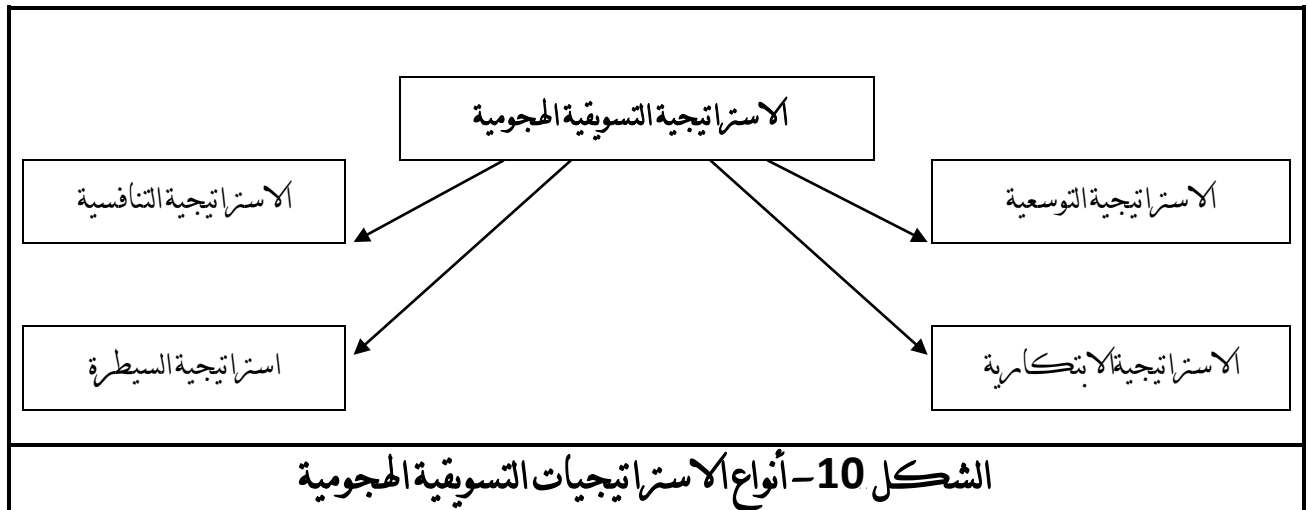 الاستراتيجية التسويقية الهجومية
الاستراتيجية التوسعية
الاستراتيجية التنافسية
الاستراتيجية الابتكارية
استراتيجية السيطرة
الشكل 10- أنواع الاستراتيجيات التسويقية الهجومية